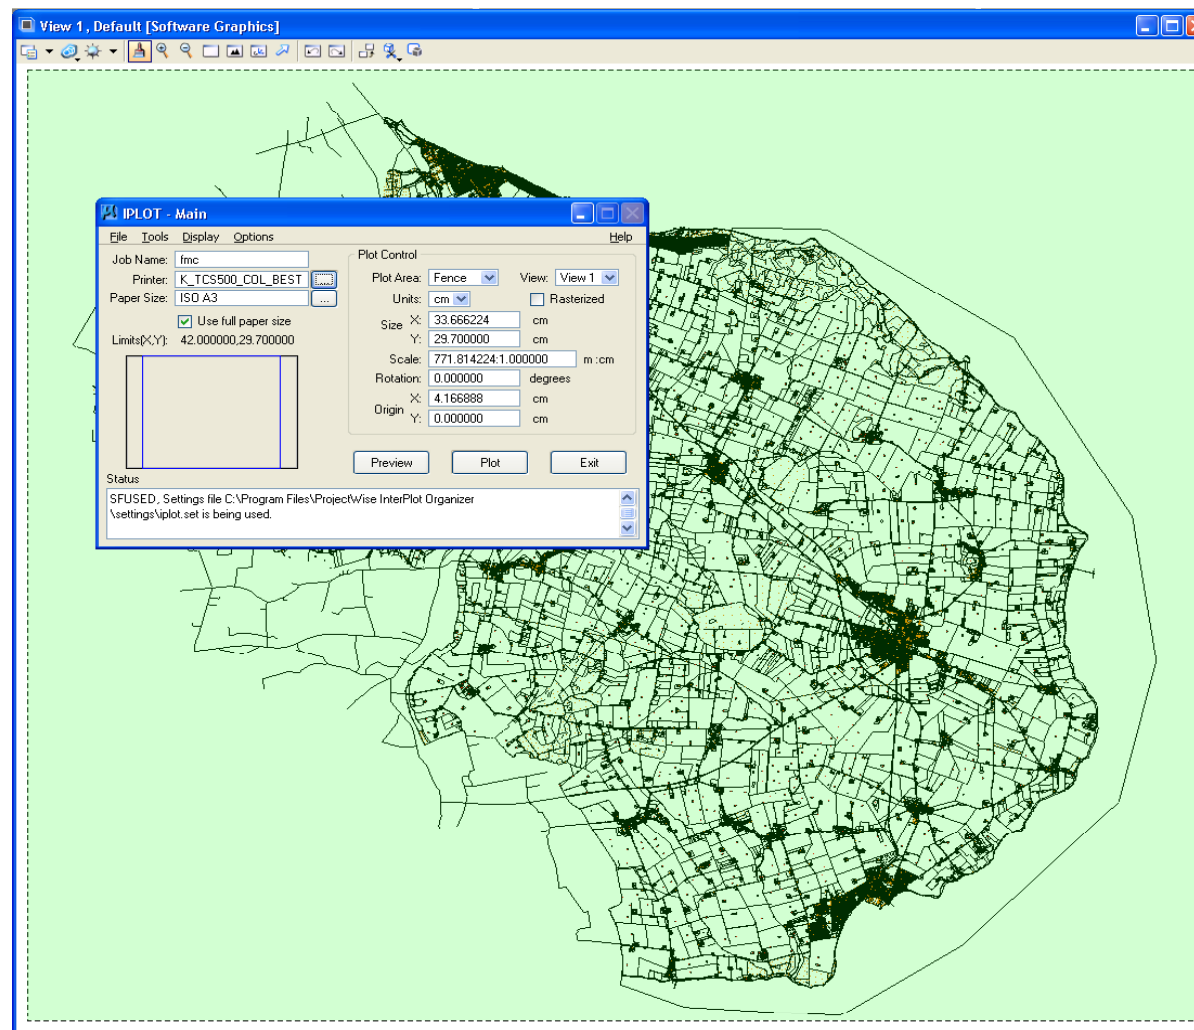 View 1, Default [Software Graphics]
IPLOT - Main
File Tools Display Options Help
Job Name: fmc
Printer: K_TCS500_COL_BEST ...
Paper Size: ISO A3 ...
Use full paper size
Limits(X,Y): 42.000000,29.700000
Plot Control
Plot Area: Fence View: View 1
Units: cm Rasterized
Size X: 33.666224 cm
Y: 29.700000 cm
Scale: 771.814224:1.000000 m :cm
Rotation: 0.000000 degrees
Origin X: 4.166888 cm
Y: 0.000000 cm
Preview Plot Exit
Status
SFUSED, Settings file C:\Program Files\ProjectWise InterPlot Organizer
\settings\iplot.set is being used.